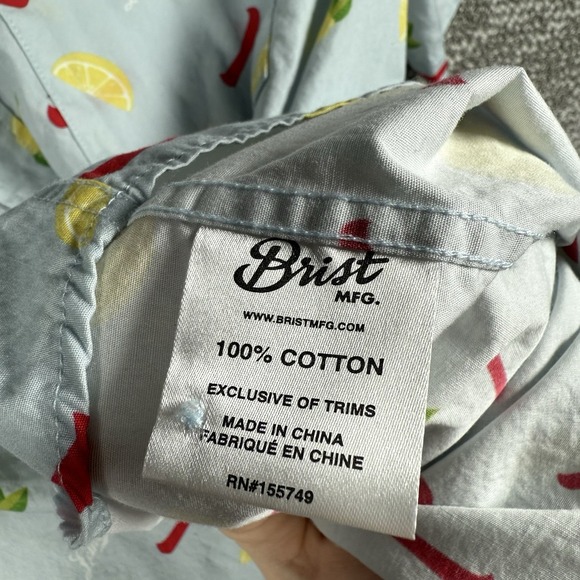 Brist
MFG.
WWW.BRISTMFG.COM
100% COTTON
EXCLUSIVE OF TRIMS
MADE IN CHINA
FABRIQUÉ EN CHINE
RN#155749